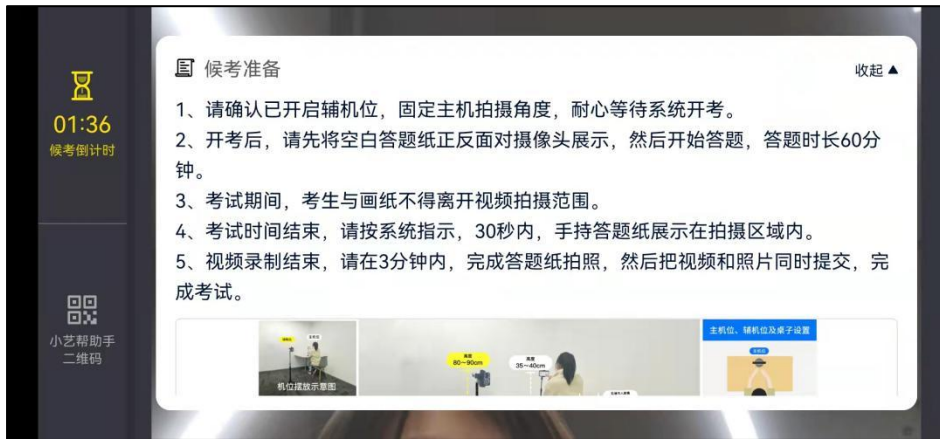 候考准备
收起▲
01:36
候考倒计时
1、请确认已开启辅机位，固定主机拍摄角度，耐心等待系统开考。
2、开考后，请先将空白答题纸正反面对摄像头展示，然后开始答题，答题时长60分
钟。
3、考试期间，考生与画纸不得离开视频拍摄范围。
4、考试时间结束，请按系统指示，30秒内，手持答题纸展示在拍摄区域内。
5、视频录制结束，请在3分钟内，完成答题纸拍照，然后把视频和照片同时提交，完
成考试。
小艺帮助手
二维码
机位摆放示意图
高度
80~90cm
高度
35~40cm
主机位、辅机位及桌子设置
主机位